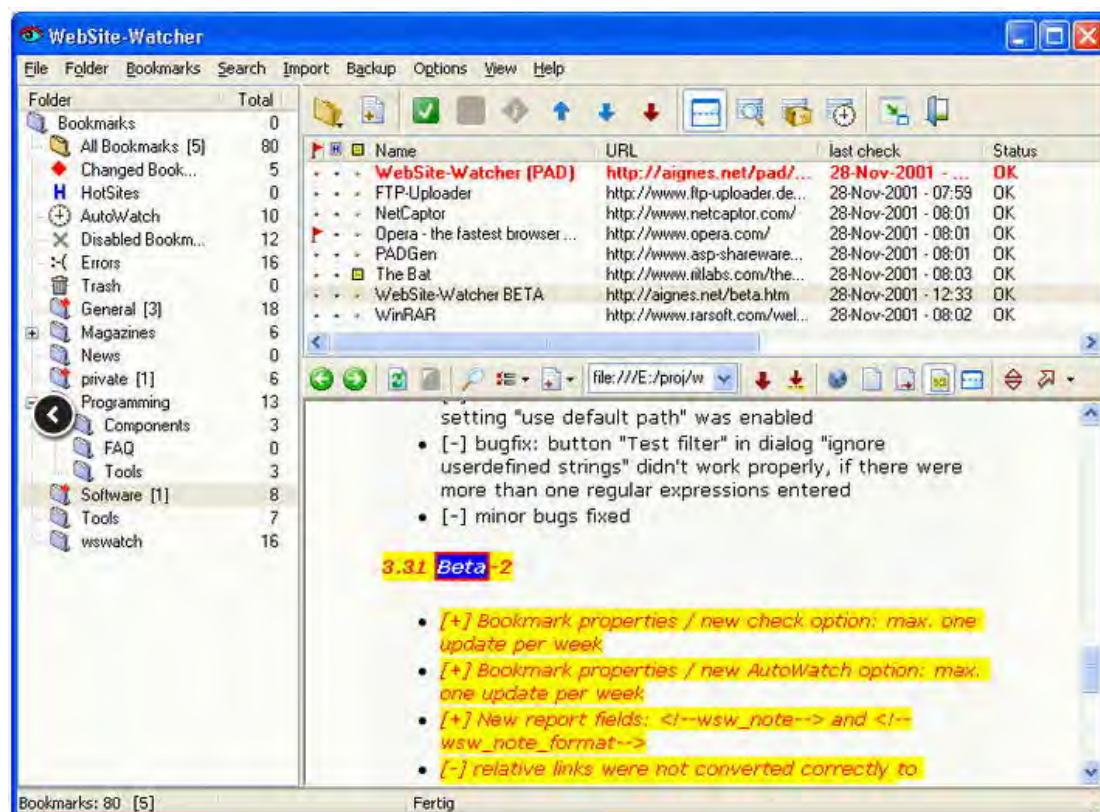 WebSite-Watcher
File Folder Bookmarks Search Import Backup Options View Help
Folder Total
Bookmarks 0
All Bookmarks [5] 80
Changed Book... 5
H HotSites 0
AutoWatch 10
Disabled Bookm... 12
:-( Errors 16
Trash 0
General [3] 18
Magazines 6
News 0
private [1] 6
Programming 13
Components 3
FAQ 0
Tools 3
Software [1] 8
Tools 7
wswatch 16
H Name URL last check Status
WebSite-Watcher (PAD) http://aignes.net/pad/... 28-Nov-2001 - ... OK
FTP-Uploader http://www.ftp-uploader.de... 28-Nov-2001 - 07:59 OK
NetCaptor http://www.netcaptor.com/ 28-Nov-2001 - 08:01 OK
Opera - the fastest browser ... http://www.opera.com/ 28-Nov-2001 - 08:01 OK
PADGen http://www.asp-shareware... 28-Nov-2001 - 08:01 OK
The Bat http://www.ritlabs.com/the... 28-Nov-2001 - 08:03 OK
WebSite-Watcher BETA http://aignes.net/beta.htm 28-Nov-2001 - 12:33 OK
WinRAR http://www.rarsoft.com/wel... 28-Nov-2001 - 08:02 OK
file:///E:/proj/w
setting "use default path" was enabled
• [-] bugfix: button "Test filter" in dialog "ignore
userdefined strings" didn't work properly, if there were
more than one regular expressions entered
• [-] minor bugs fixed
3.31 Beta-2
• [+] Bookmark properties / new check option: max. one
update per week
• [+] Bookmark properties / new AutoWatch option: max.
one update per week
• [+] New report fields: <!--wsw_note--> and <!--
wsw_note_format-->
• [-] relative links were not converted correctly to
Bookmarks: 80 [5] Fertig